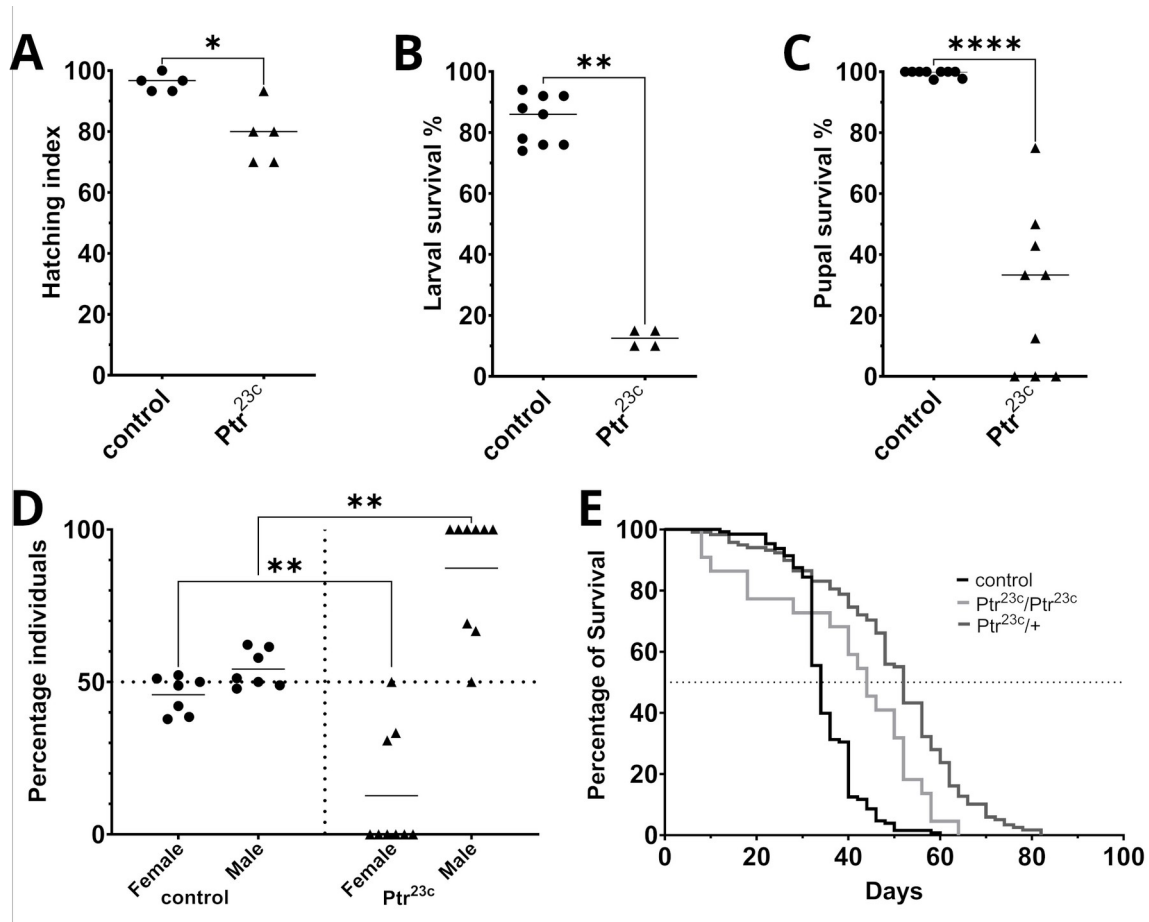 A
*
Hatching index
100
80
60
40
20
0
control
Ptr23c
B
**
Larval survival %
100
80
60
40
20
0
control
Ptr23c
C
****
Pupal survival %
100
80
60
40
20
0
control
Ptr23c
D
**
**
Percentage individuals
100
50
0
Female
Male
Female
Male
control
Ptr23c
E
Percentage of Survival
100
80
60
40
20
0
control
Ptr23c/Ptr23c
Ptr23c/+
0
20
40
60
80
100
Days